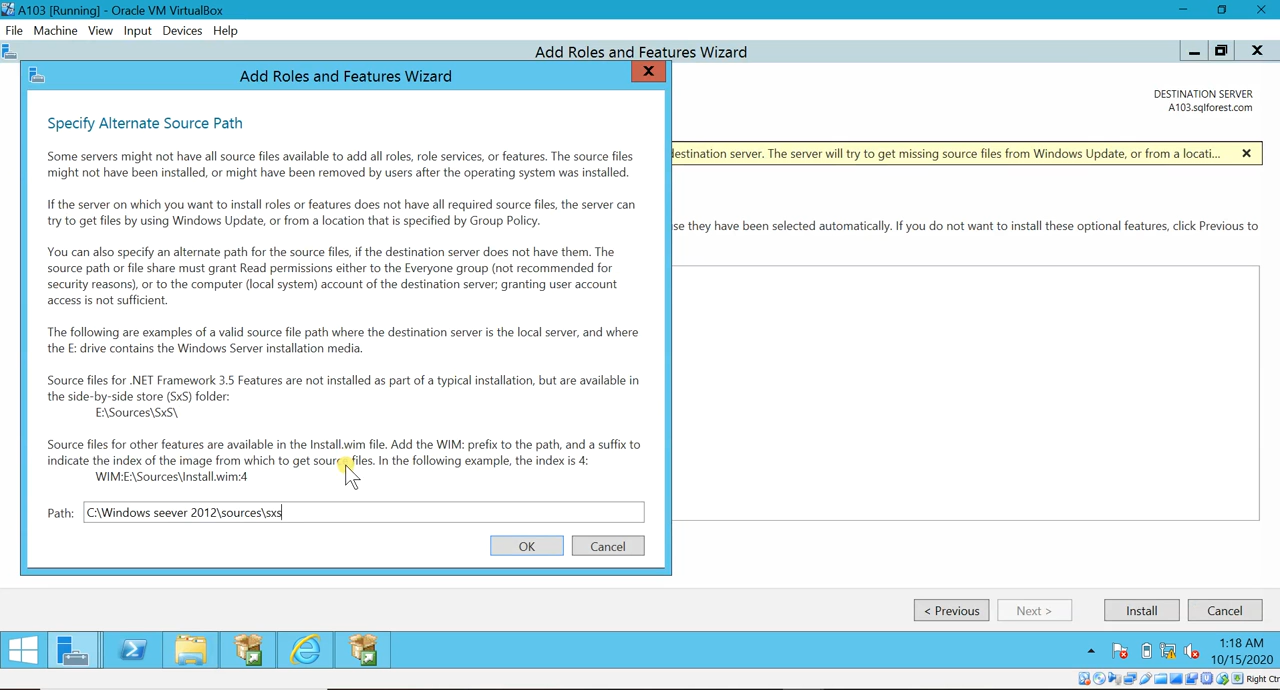 A103 [Running] - Oracle VM VirtualBox
File Machine View Input Devices Help
Add Roles and Features Wizard
Add Roles and Features Wizard
DESTINATION SERVER
A103.sqlforest.com
Specify Alternate Source Path
destination server. The server will try to get missing source files from Windows Update, or from a locati...
Some servers might not have all source files available to add all roles, role services, or features. The source files
might not have been installed, or might have been removed by users after the operating system was installed.
If the server on which you want to install roles or features does not have all required source files, the server can
try to get files by using Windows Update, or from a location that is specified by Group Policy.
se they have been selected automatically. If you do not want to install these optional features, click Previous to
You can also specify an alternate path for the source files, if the destination server does not have them. The
source path or file share must grant Read permissions either to the Everyone group (not recommended for
security reasons), or to the computer (local system) account of the destination server; granting user account
access is not sufficient.
The following are examples of a valid source file path where the destination server is the local server, and where
the E: drive contains the Windows Server installation media.
Source files for .NET Framework 3.5 Features are not installed as part of a typical installation, but are available in
the side-by-side store (SxS) folder:
E:\Sources\SxS\
Source files for other features are available in the Install.wim file. Add the WIM: prefix to the path, and a suffix to
indicate the index of the image from which to get source files. In the following example, the index is 4:
WIM:E:\Sources\Install.wim:4
Path: C:\Windows seever 2012\sources\sxs
OK Cancel
< Previous Next > Install Cancel
1:18 AM
10/15/2020
Right Ctr